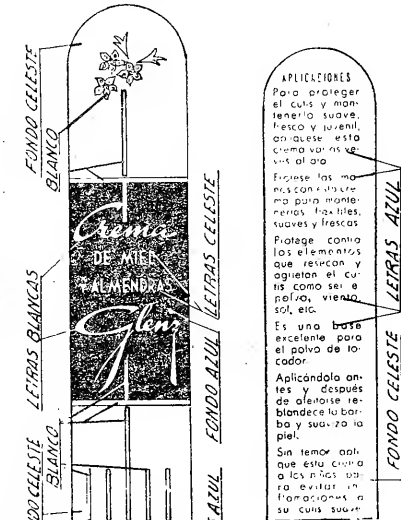 FONDO CELESTE
BLANCO
LETRAS BLANCAS
BLANCO
Crema
DE MIEL
Y ALMENDRAS
Glenz
LETRAS CELESTE
FONDO AZUL
AZUL
APLICACIONES
Para proteger
el cutis y man-
tenerlo suave,
fresco y juvenil,
aplíquese esta
crema varias ve-
ces al día
Fricciónese las ma-
nos con esta cre-
ma para mante-
nerlas flexibles,
suaves y frescas
Protege contra
los elementos
que resecan y
agrietan el cu-
tis como ser el
polvo, viento,
sol, etc.
Es una base
excelente para
el polvo de to-
cador
Aplicándola an-
tes y después
de afeitarse re-
blandece la bar-
ba y suaviza la
piel.
Sin temor apli-
que esta crema
a los niños pa-
ra evitar in-
flamaciones a
su cutis suave
LETRAS AZUL
FONDO CELESTE